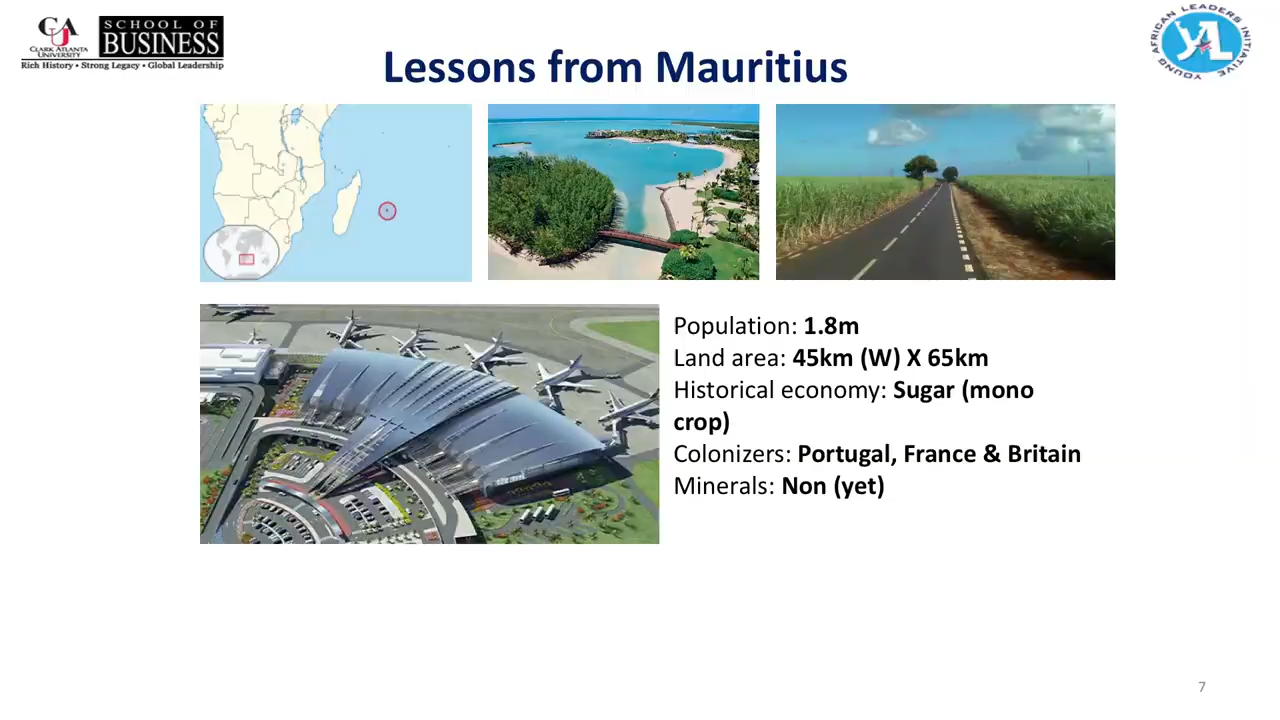 CAU
CLARK ATLANTA
UNIVERSITY
SCHOOL OF
BUSINESS
Rich History • Strong Legacy • Global Leadership
Lessons from Mauritius
YOUNG AFRICAN LEADERS INITIATIVE
YAL
Population: 1.8m
Land area: 45km (W) X 65km
Historical economy: Sugar (mono
crop)
Colonizers: Portugal, France & Britain
Minerals: Non (yet)
7